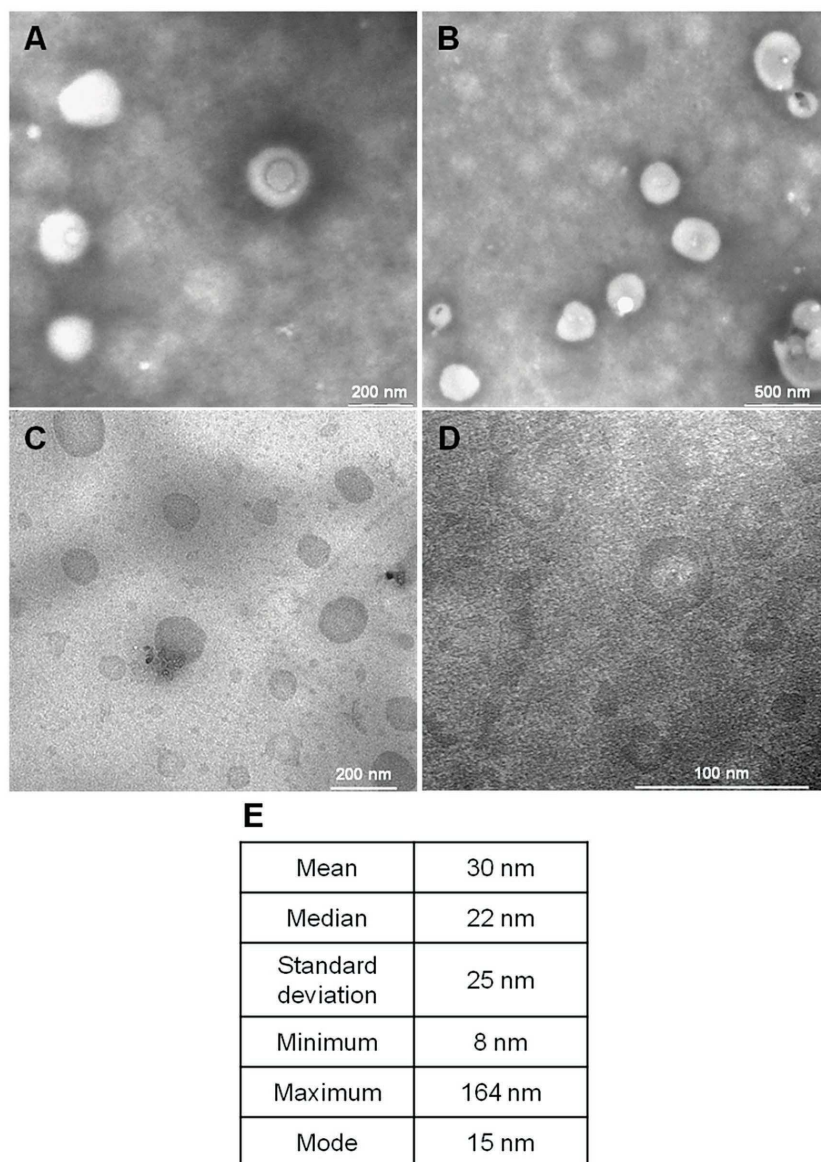 A
B
200 nm
500 nm
C
D
200 nm
100 nm
E
Mean 30 nm
Median 22 nm
Standard
deviation 25 nm
Minimum 8 nm
Maximum 164 nm
Mode 15 nm